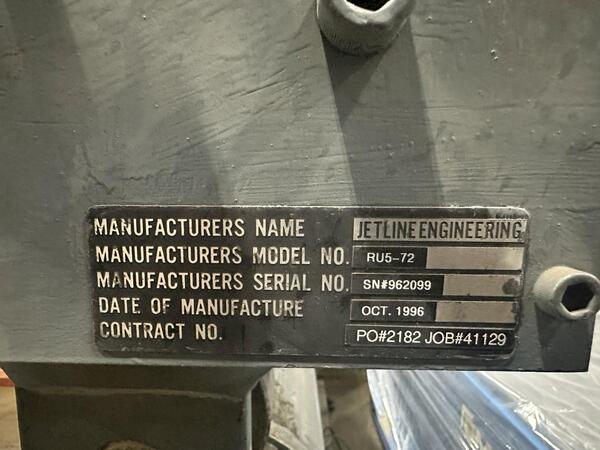 MANUFACTURERS NAME JETLINE ENGINEERING
MANUFACTURERS MODEL NO. RU5-72
MANUFACTURERS SERIAL NO. SN#962099
DATE OF MANUFACTURE OCT. 1996
CONTRACT NO. PO#2182 JOB#41129